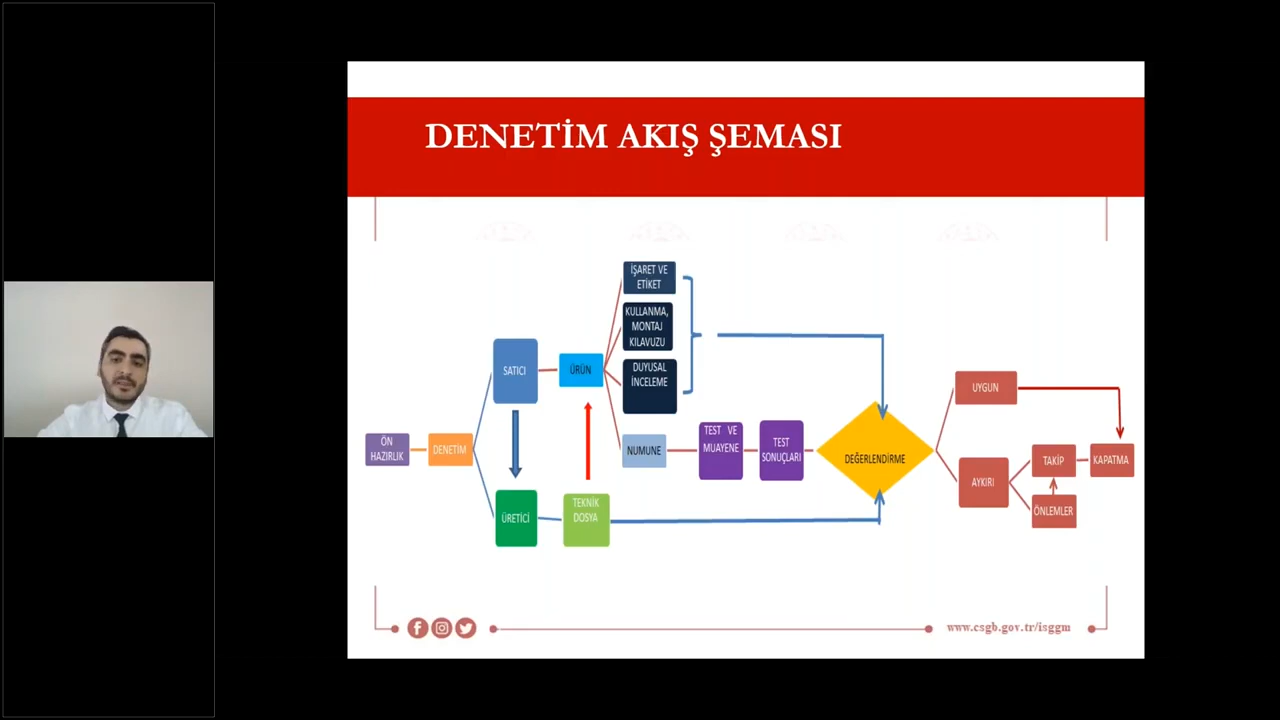 DENETİM AKIŞ ŞEMASI
ÖN
HAZIRLIK
DENETİM
SATICI
ÜRETİCİ
ÜRÜN
TEKNİK
DOSYA
İŞARET VE
ETİKET
KULLANMA,
MONTAJ
KILAVUZU
DUYUSAL
İNCELEME
NUMUNE
TEST VE
MUAYENE
TEST
SONUÇLARI
DEĞERLENDİRME
UYGUN
AYKIRI
TAKİP
ÖNLEMLER
KAPATMA
www.csgb.gov.tr/isggm